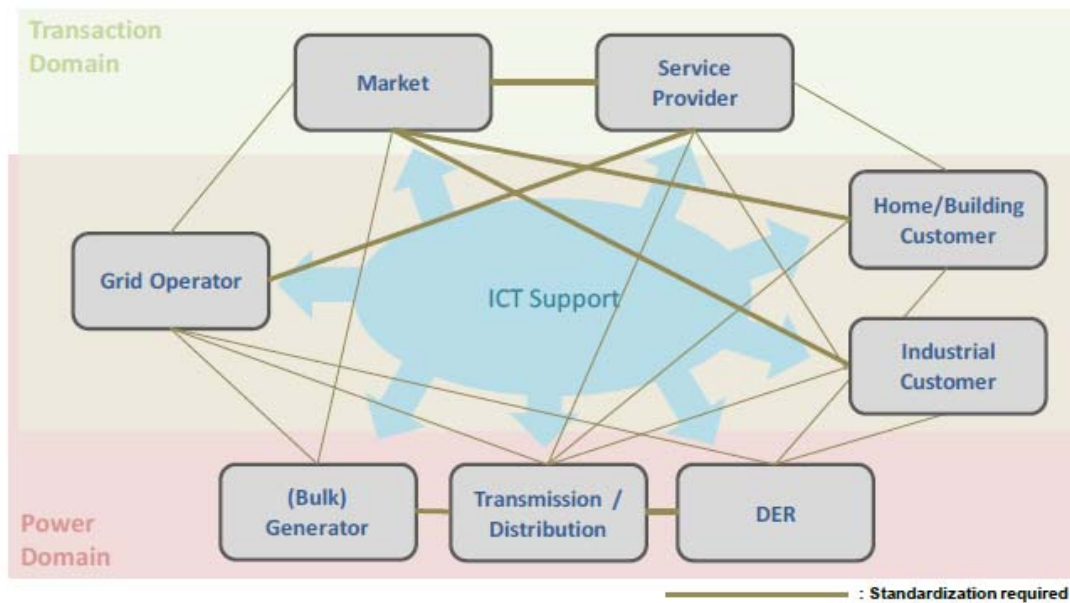 Transaction
Domain
Market
Service
Provider
Home/Building
Customer
Grid Operator
ICT Support
Industrial
Customer
(Bulk)
Generator
Transmission /
Distribution
DER
Power
Domain
: Standardization required